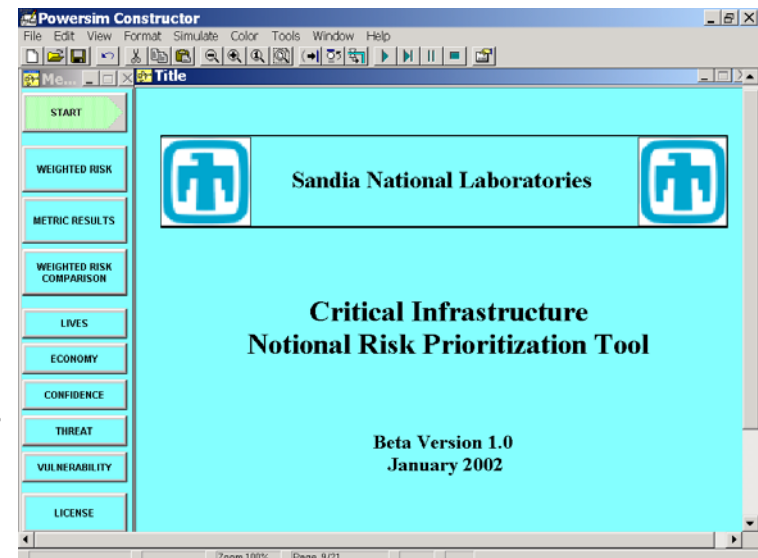 Powersim Constructor
File Edit View Format Simulate Color Tools Window Help
Me...
Title
START
WEIGHTED RISK
METRIC RESULTS
WEIGHTED RISK
COMPARISON
LIVES
ECONOMY
CONFIDENCE
THREAT
VULNERABILITY
LICENSE
Sandia National Laboratories
Critical Infrastructure
Notional Risk Prioritization Tool
Beta Version 1.0
January 2002
Zoom 100% Page 9/21